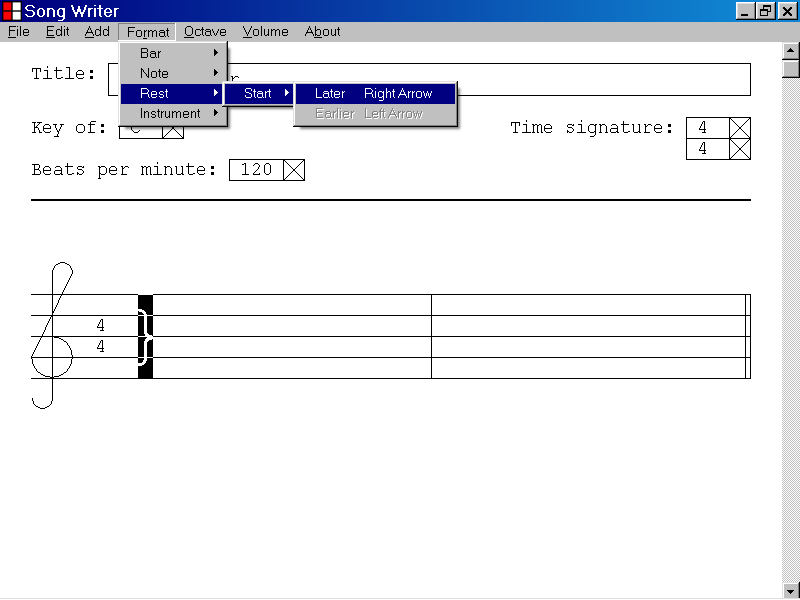 Song Writer
File Edit Add Format Octave Volume About
Bar
Note
Rest
Instrument
Start
Later Right Arrow
Earlier Left Arrow
Title:
Key of: C
Time signature: 4
4
Beats per minute: 120
4
4